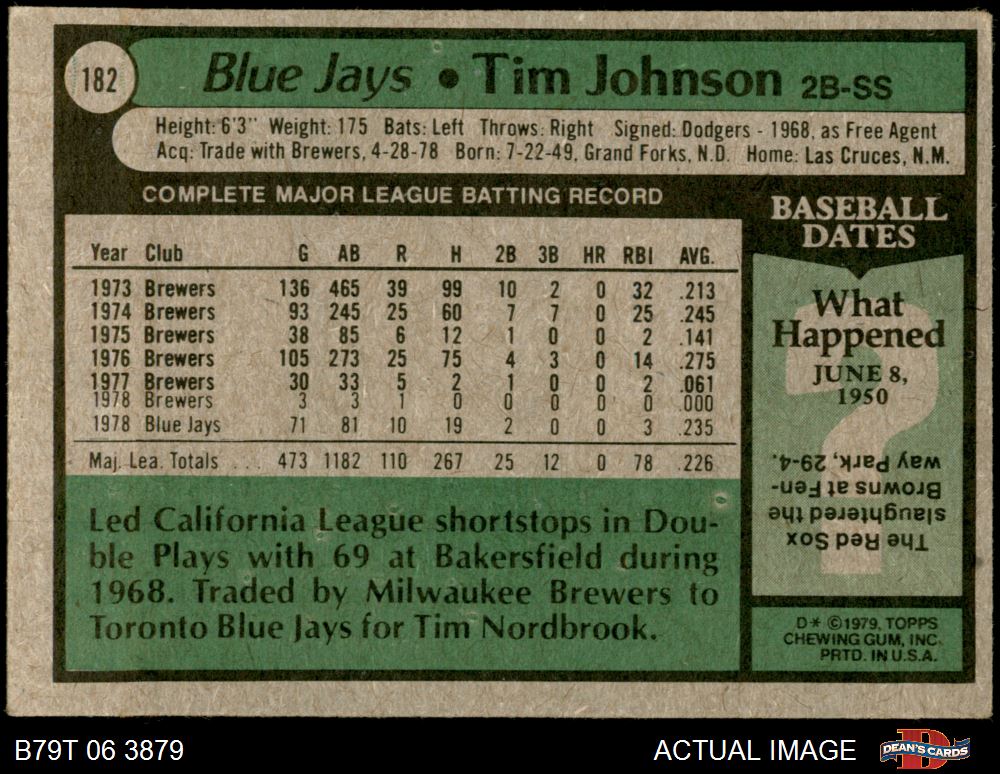 182 Blue Jays • Tim Johnson 2B-SS
Height: 6'3" Weight: 175 Bats: Left Throws: Right Signed: Dodgers - 1968, as Free Agent
Acq: Trade with Brewers, 4-28-78 Born: 7-22-49, Grand Forks, N.D. Home: Las Cruces, N.M.
COMPLETE MAJOR LEAGUE BATTING RECORD
Year Club G AB R H 2B 3B HR RBI AVG.
1973 Brewers 136 465 39 99 10 2 0 32 .213
1974 Brewers 93 245 25 60 7 7 0 25 .245
1975 Brewers 38 85 6 12 1 0 0 2 .141
1976 Brewers 105 273 25 75 4 3 0 14 .275
1977 Brewers 30 33 5 2 1 0 0 2 .061
1978 Brewers 3 3 1 0 0 0 0 0 .000
1978 Blue Jays 71 81 10 19 2 0 0 3 .235
Maj. Lea. Totals ... 473 1182 110 267 25 12 0 78 .226
Led California League shortstops in Dou-
ble Plays with 69 at Bakersfield during
1968. Traded by Milwaukee Brewers to
Toronto Blue Jays for Tim Nordbrook.
BASEBALL
DATES
?
What
Happened
JUNE 8,
1950
The Red Sox
slaughtered the
Browns at Fen-
way Park, 29-4.
D* ©1979, TOPPS
CHEWING GUM, INC.
PRTD. IN U.S.A.
B79T 06 3879
ACTUAL IMAGE
DEAN'S CARDS